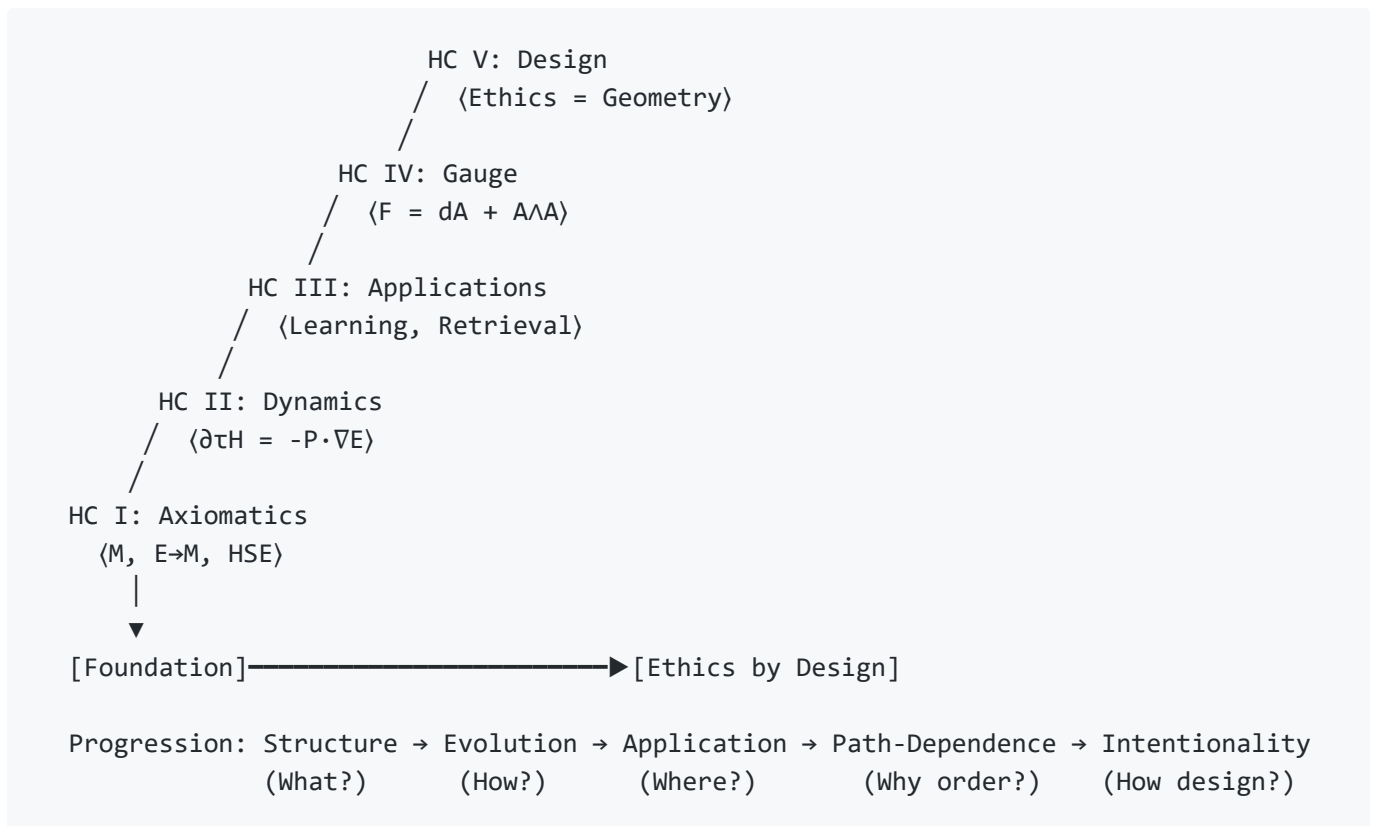 HC V: Design
⟨Ethics = Geometry⟩
HC IV: Gauge
⟨F = dA + A∧A⟩
HC III: Applications
⟨Learning, Retrieval⟩
HC II: Dynamics
⟨∂τH = -P·∇E⟩
HC I: Axiomatics
⟨M, E→M, HSE⟩
[Foundation]━━━━━━━━━━━━━━━━━━━━━━━━▶[Ethics by Design]
Progression: Structure → Evolution → Application → Path-Dependence → Intentionality
(What?) (How?) (Where?) (Why order?) (How design?)